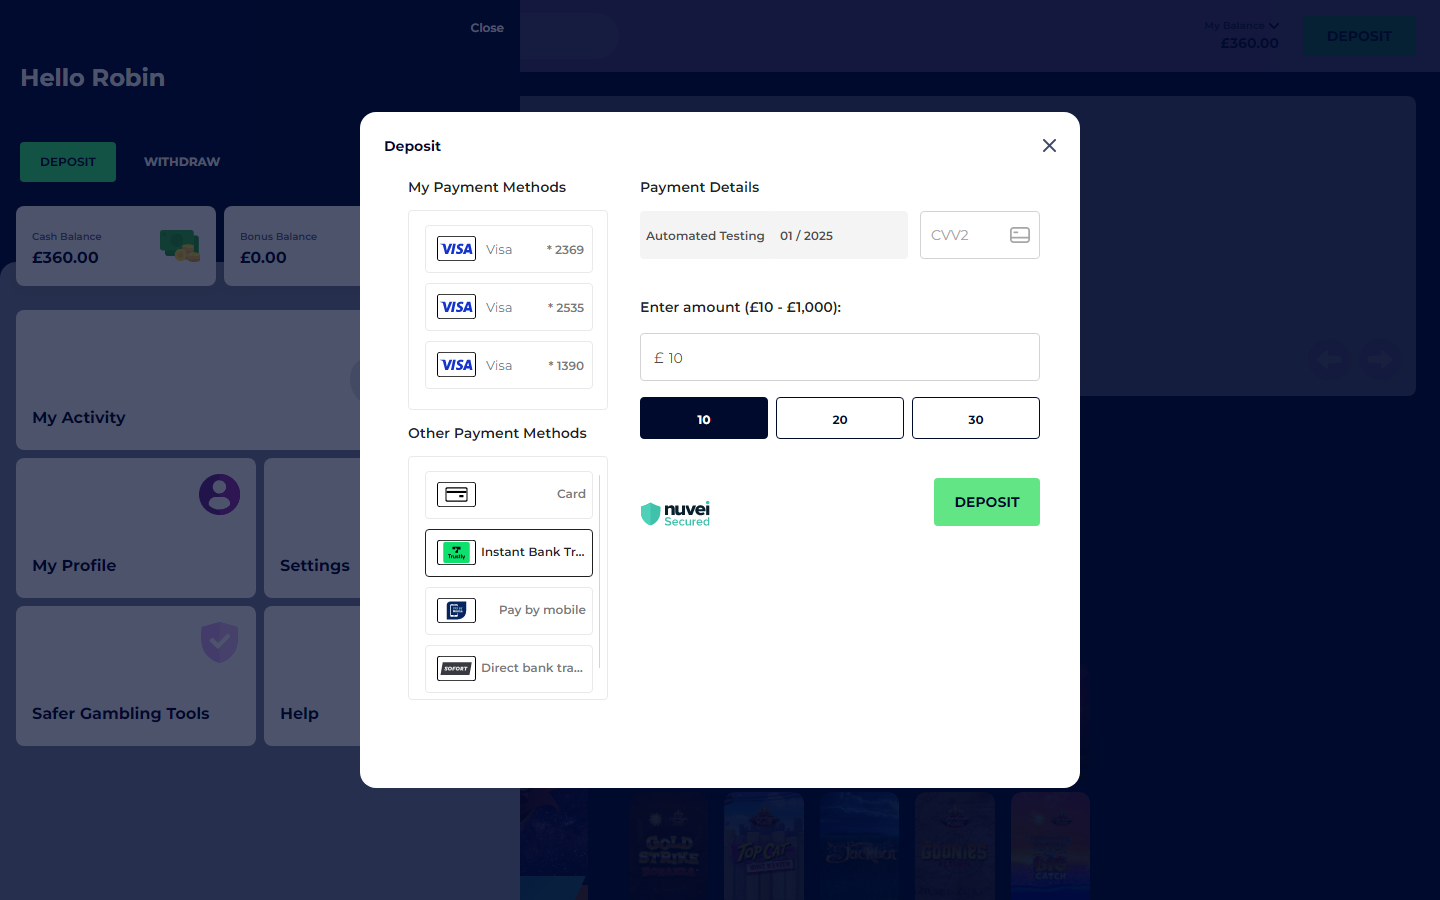 Close
My Balance
£360.00
DEPOSIT
Hello Robin
DEPOSIT
WITHDRAW
Cash Balance
£360.00
Bonus Balance
£0.00
My Activity
My Profile
Settings
Safer Gambling Tools
Help
Deposit
My Payment Methods
VISA Visa * 2369
VISA Visa * 2535
VISA Visa * 1390
Other Payment Methods
Card
Trustly Instant Bank Tr...
Pay by mobile
SOFORT Direct bank tra...
Payment Details
Automated Testing 01 / 2025
CVV2
Enter amount (£10 - £1,000):
£ 10
10
20
30
nuvei
Secured
DEPOSIT
GOLD
STRIKE
BONANZA
TOP CAT
GOONIES
CATCH